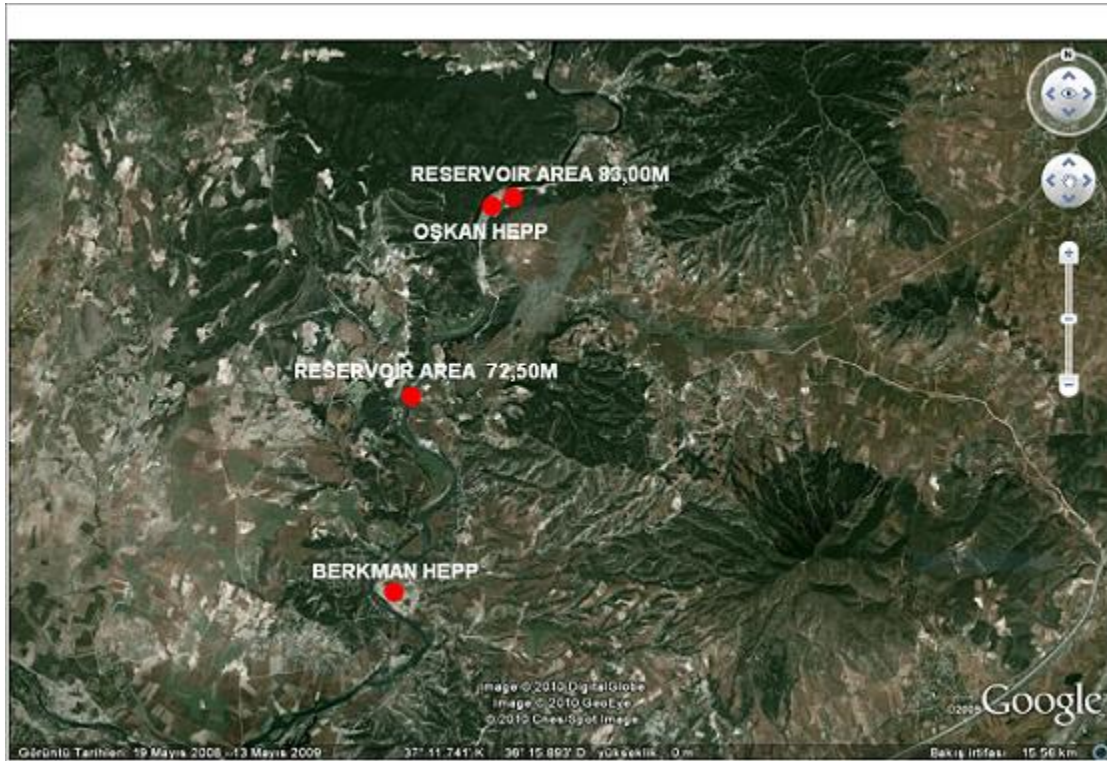 N
RESERVOIR AREA 83,00M
OŞKAN HEPP
RESERVOIR AREA 72,50M
BERKMAN HEPP
Image © 2010 DigitalGlobe
Image © 2010 GeoEye
© 2010 Cnes/Spot Image
©2009 Google
Görüntü Tarihleri: 19 Mayıs 2008 - 13 Mayıs 2009 37° 11.741' K 36° 15.893' D yükseklik 0 m Bakış irtifası 15.56 km